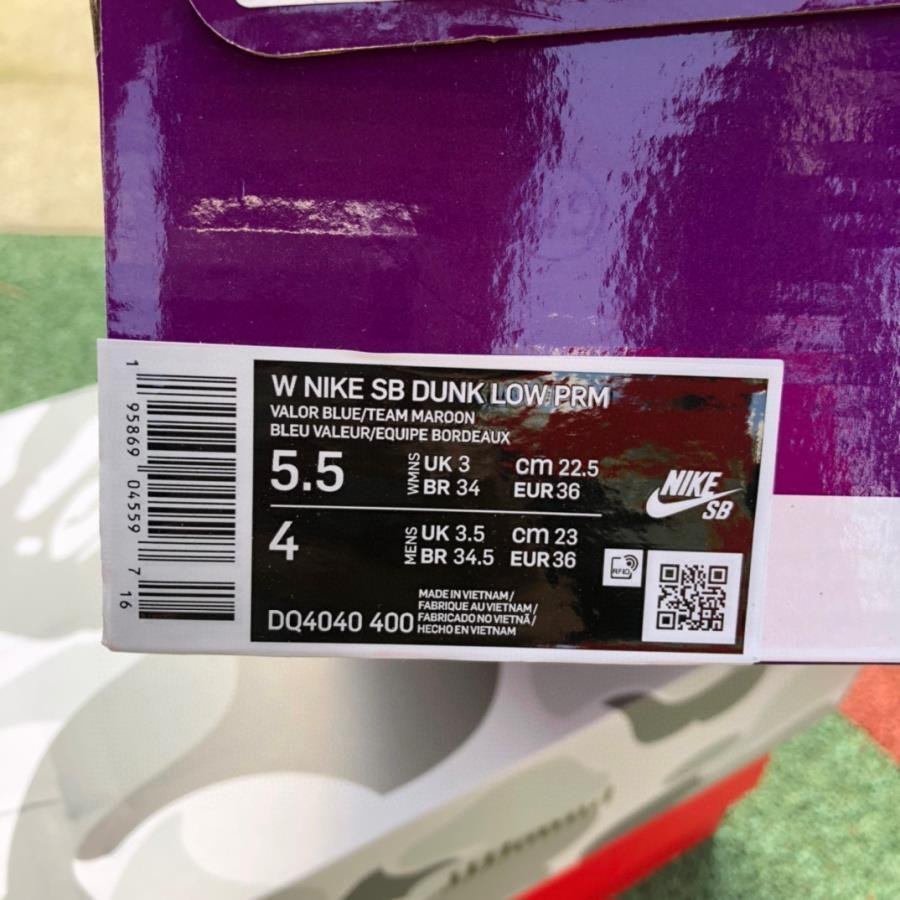 W NIKE SB DUNK LOW PRM
VALOR BLUE/TEAM MAROON
BLEU VALEUR/EQUIPE BORDEAUX
5.5 WMNS UK 3 cm 22.5
BR 34 EUR 36
4 MENS UK 3.5 cm 23
BR 34.5 EUR 36
NIKE
SB
RFID
DQ4040 400
MADE IN VIETNAM/
FABRIQUE AU VIETNAM/
FABRICADO NO VIETNÃ/
HECHO EN VIETNAM
1 95869 04559 7 16